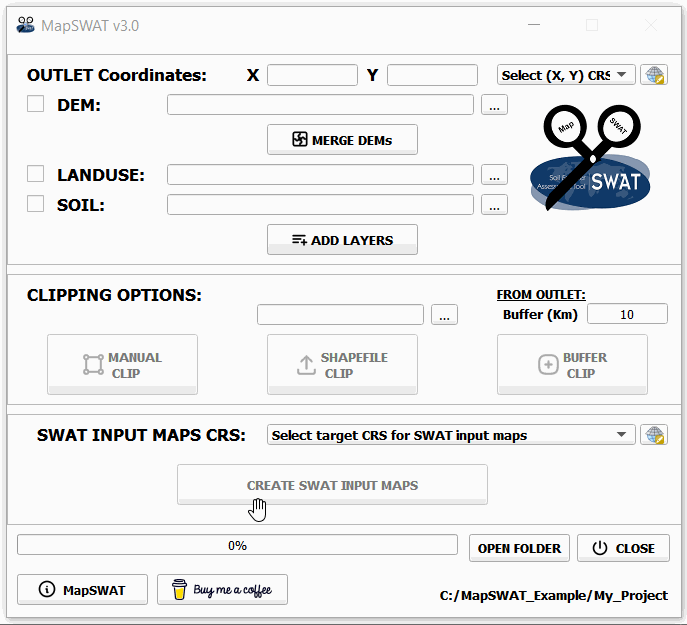 MapSWAT v3.0
OUTLET Coordinates: X Y Select (X, Y) CRS
DEM: ...
MERGE DEMs
LANDUSE: ...
SOIL: ...
ADD LAYERS
Map SWAT
Soil
Assess Tool
SWAT
CLIPPING OPTIONS:
...
FROM OUTLET:
Buffer (Km) 10
MANUAL
CLIP
SHAPEFILE
CLIP
BUFFER
CLIP
SWAT INPUT MAPS CRS: Select target CRS for SWAT input maps
CREATE SWAT INPUT MAPS
0%
OPEN FOLDER
CLOSE
MapSWAT
Buy me a coffee
C:/MapSWAT_Example/My_Project